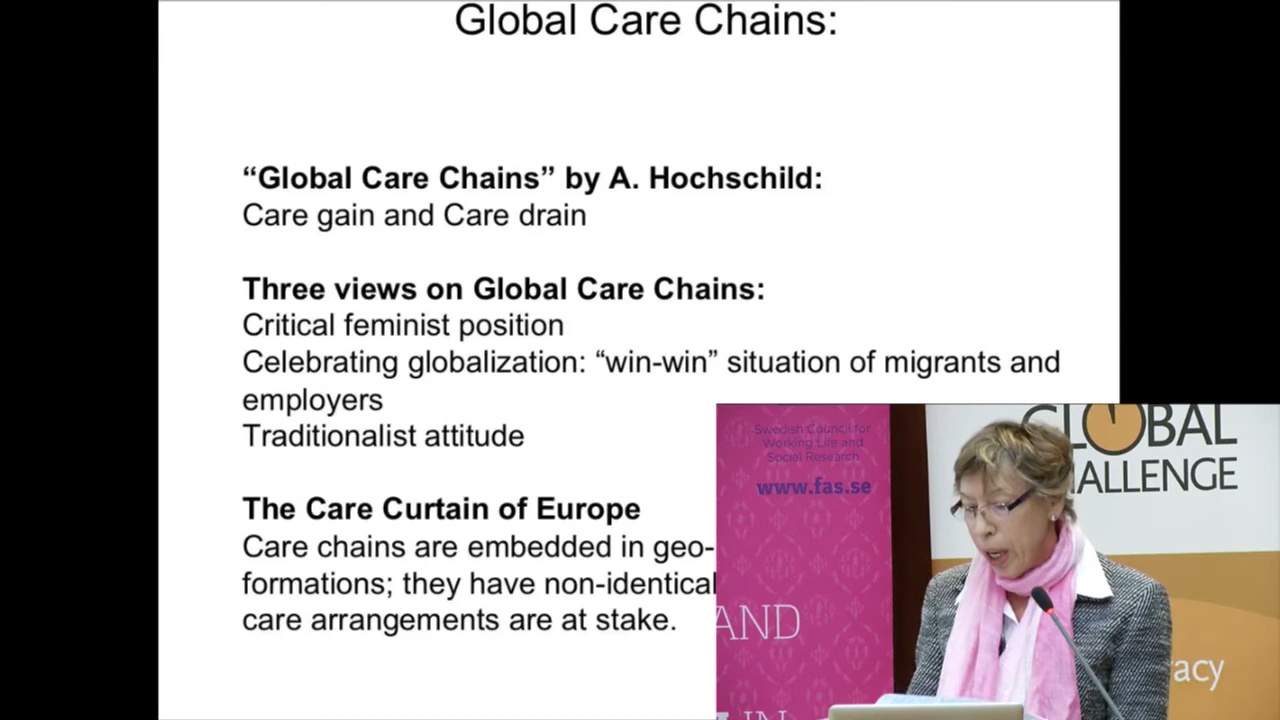 Global Care Chains:
“Global Care Chains” by A. Hochschild:
Care gain and Care drain
Three views on Global Care Chains:
Critical feminist position
Celebrating globalization: “win-win” situation of migrants and
employers
Traditionalist attitude
The Care Curtain of Europe
Care chains are embedded in geo-
formations; they have non-identical
care arrangements are at stake.
Swedish Council for
Working Life and
Social Research
www.fas.se
AND
IN
GLOBAL
HALLENGE
acy